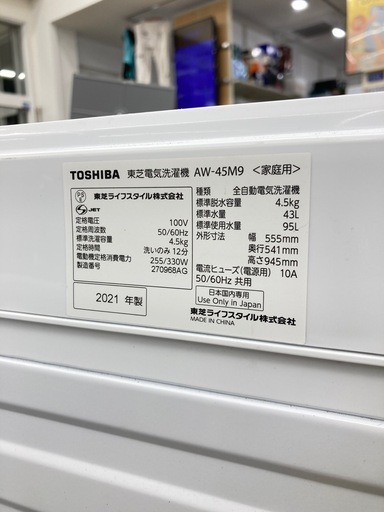 TOSHIBA 東芝電気洗濯機 AW-45M9 <家庭用>
PS E
JET
東芝ライフスタイル株式会社
定格電圧 100V
定格周波数 50/60Hz
標準洗濯容量 4.5kg
定格時間 洗いのみ 12分
電動機定格消費電力 255/330W
製造番号 270968AG
2021 年製
種類 全自動電気洗濯機
標準脱水容量 4.5kg
標準水量 43L
標準使用水量 95L
外形寸法 幅 555mm
奥行541mm
高さ945mm
電流ヒューズ(電源用) 10A
50/60Hz 共用
日本国内専用
Use Only in Japan
東芝ライフスタイル株式会社
MADE IN CHINA